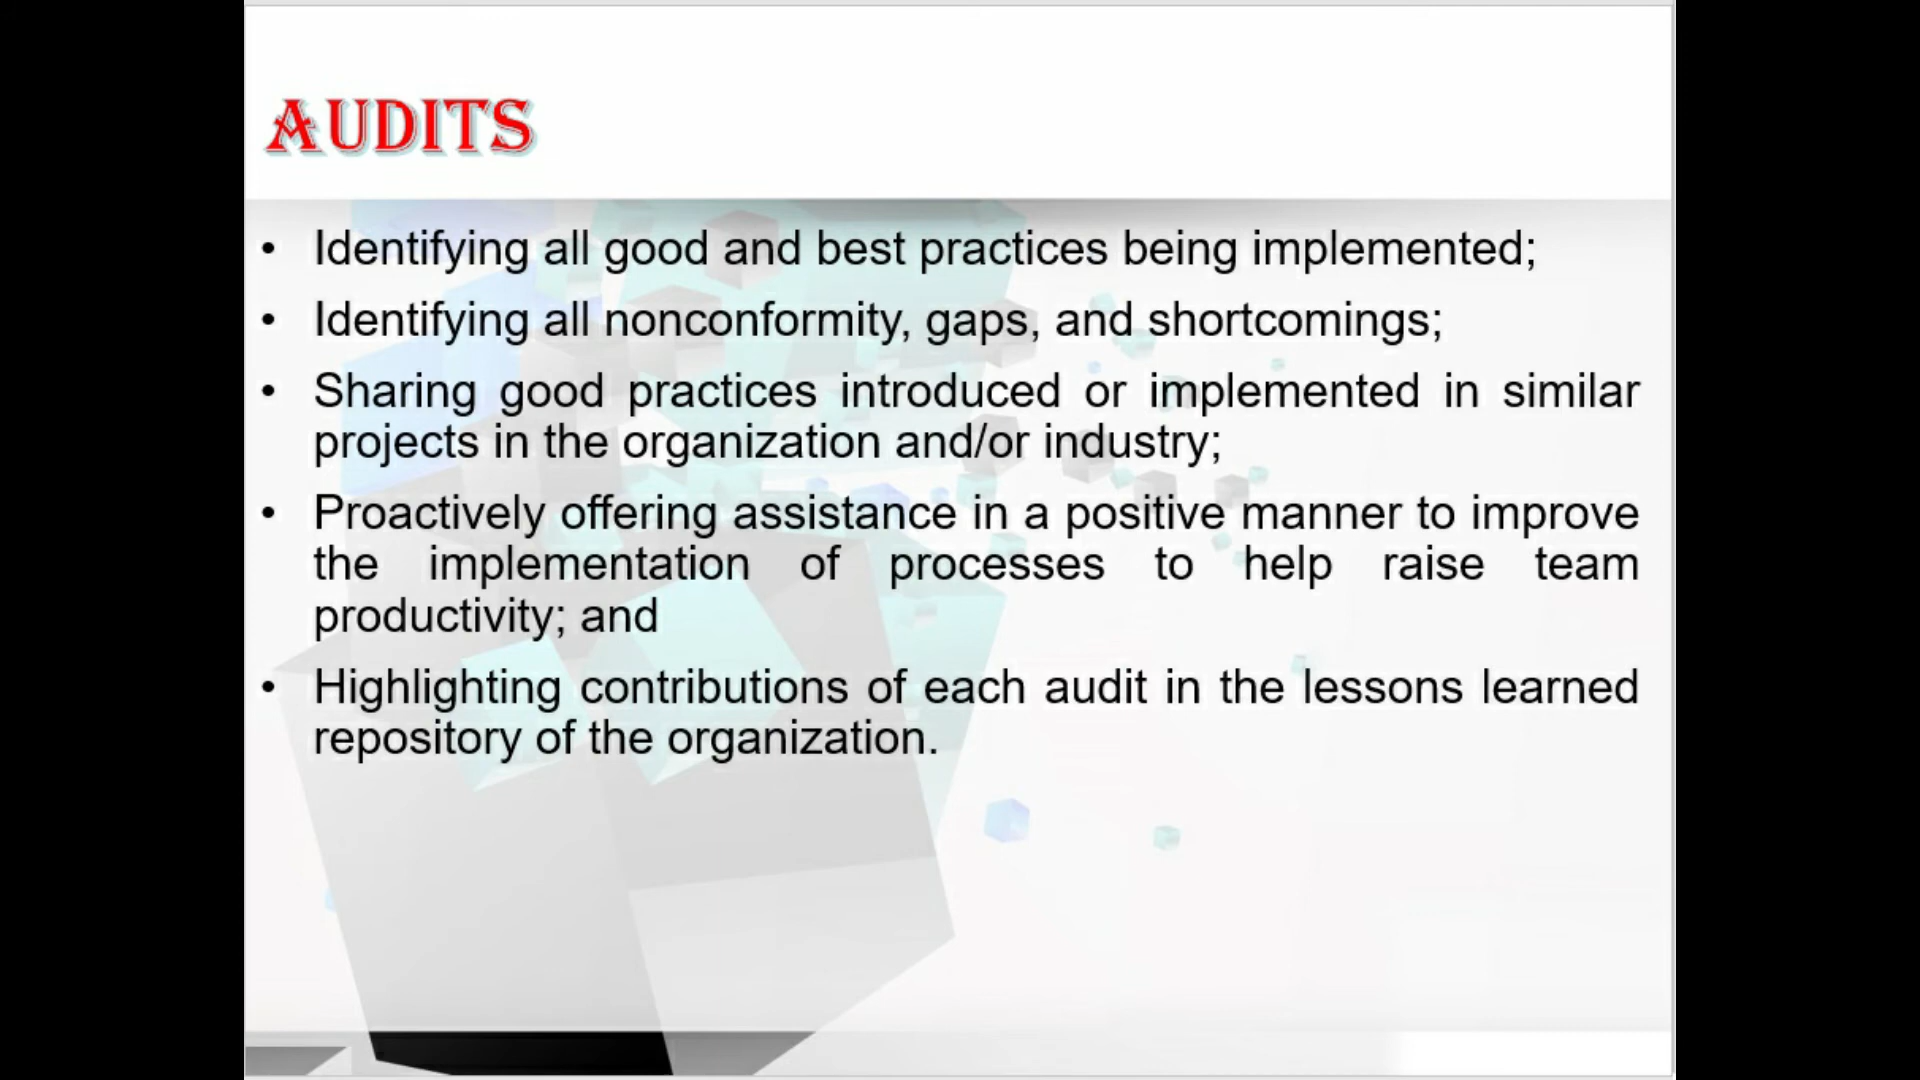 AUDITS
• Identifying all good and best practices being implemented;
• Identifying all nonconformity, gaps, and shortcomings;
• Sharing good practices introduced or implemented in similar
projects in the organization and/or industry;
• Proactively offering assistance in a positive manner to improve
the implementation of processes to help raise team
productivity; and
• Highlighting contributions of each audit in the lessons learned
repository of the organization.